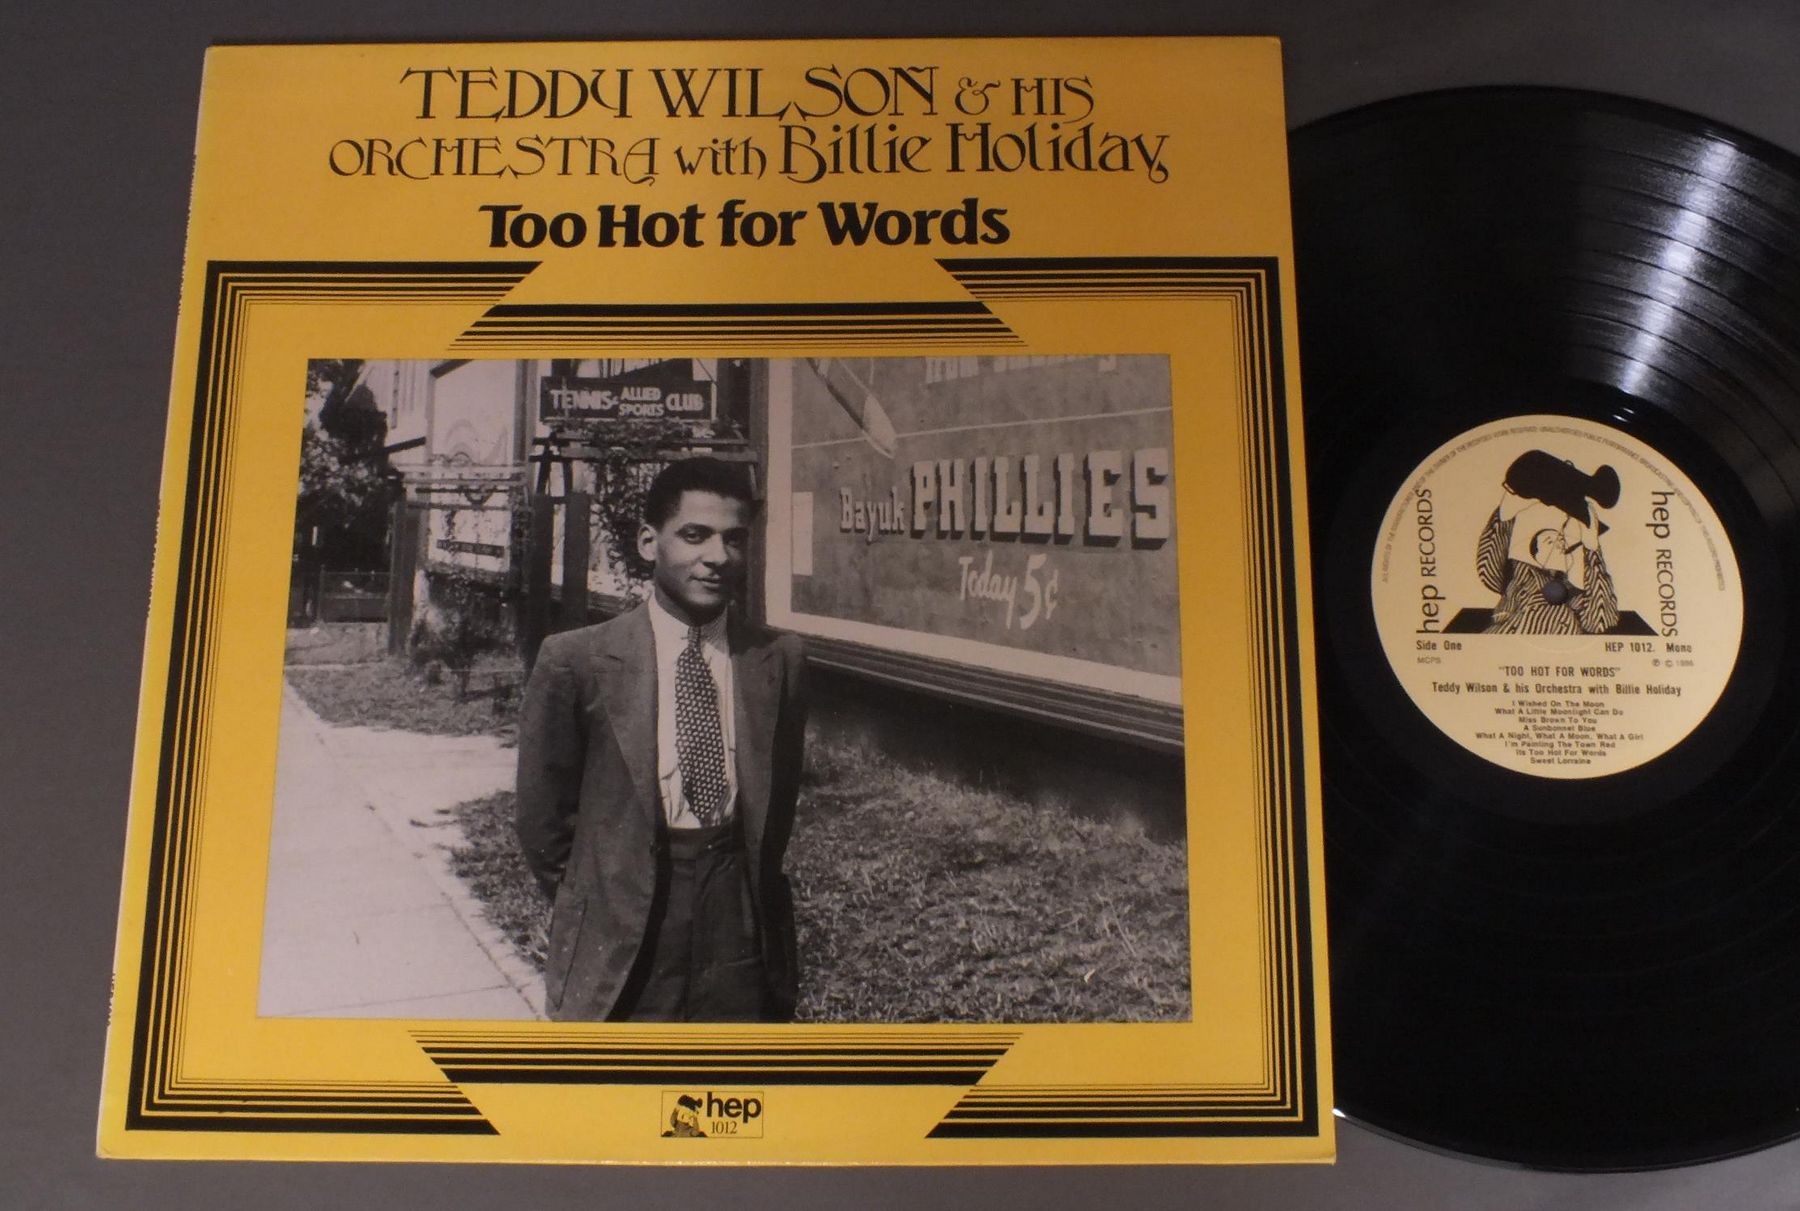 TEDDY WILSON & HIS
ORCHESTRA with Billie Holiday
Too Hot for Words
TENNIS & ALLIED SPORTS CLUB
Bayuk PHILLIES
Today 5¢
hep
1012
hep RECORDS
hep RECORDS
Side One
HEP 1012. Mono
MCPS
℗ © 1986
"TOO HOT FOR WORDS"
Teddy Wilson & his Orchestra with Billie Holiday
I Wished On The Moon
What A Little Moonlight Can Do
Miss Brown To You
A Sunbonnet Blue
What A Night, What A Moon, What A Girl
I'm Painting The Town Red
Its Too Hot For Words
Sweet Lorraine